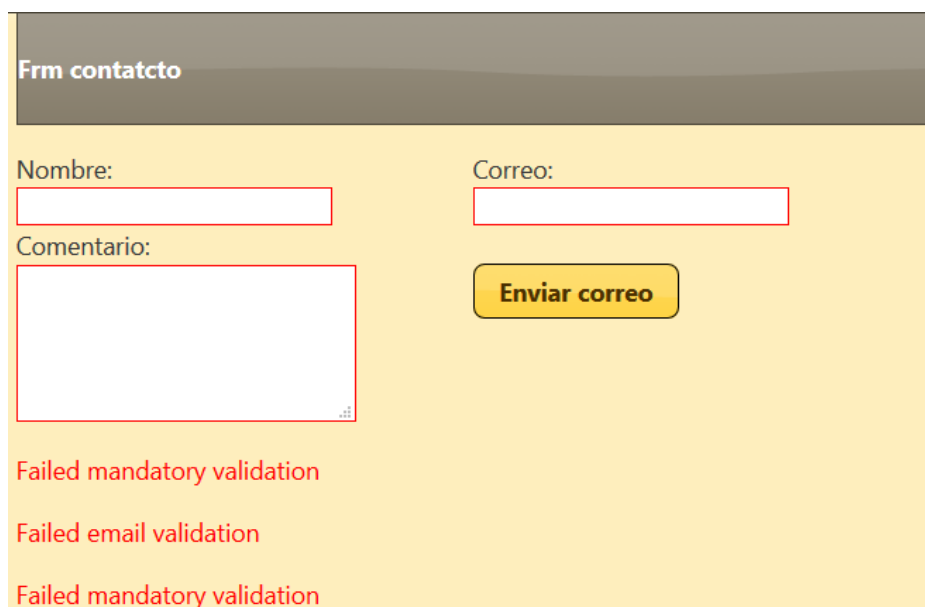 Frm contatcto
Nombre:
Correo:
Comentario:
Enviar correo
Failed mandatory validation
Failed email validation
Failed mandatory validation